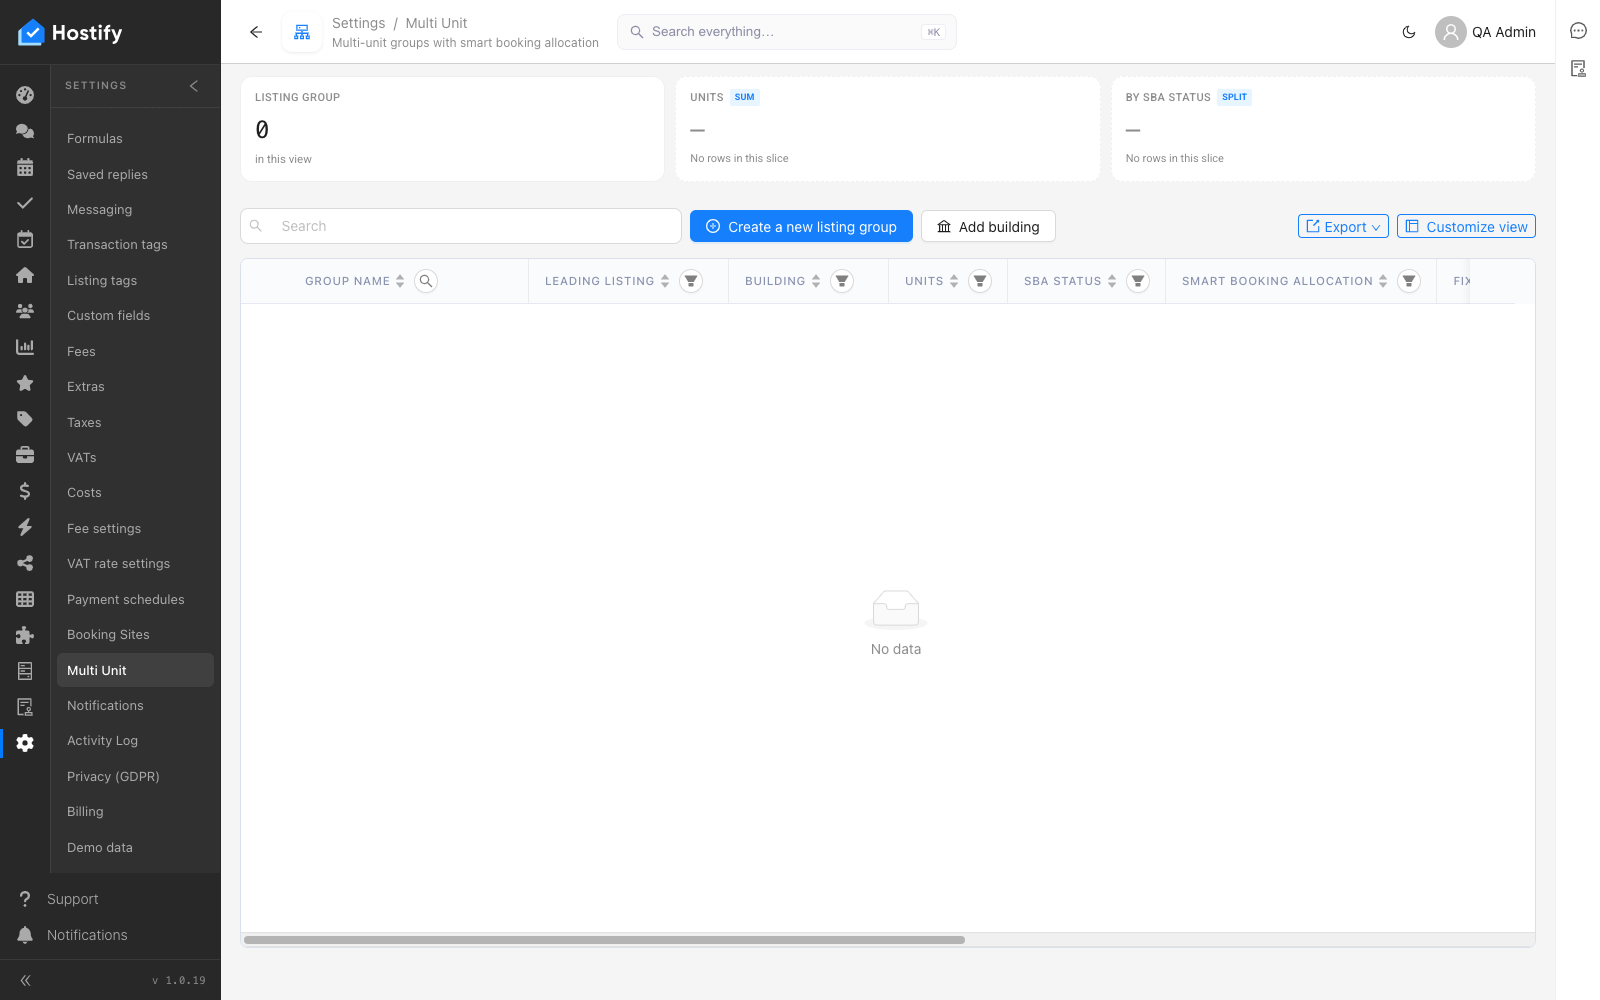 Hostify
SETTINGS
Formulas
Saved replies
Messaging
Transaction tags
Listing tags
Custom fields
Fees
Extras
Taxes
VATs
Costs
Fee settings
VAT rate settings
Payment schedules
Booking Sites
Multi Unit
Notifications
Activity Log
Privacy (GDPR)
Billing
Demo data
Support
Notifications
v 1.0.19
Settings / Multi Unit
Multi-unit groups with smart booking allocation
Search everything...
⌘K
QA Admin
LISTING GROUP
0
in this view
UNITS SUM
—
No rows in this slice
BY SBA STATUS SPLIT
—
No rows in this slice
Search
Create a new listing group
Add building
Export
Customize view
GROUP NAME
LEADING LISTING
BUILDING
UNITS
SBA STATUS
SMART BOOKING ALLOCATION
FIX
No data